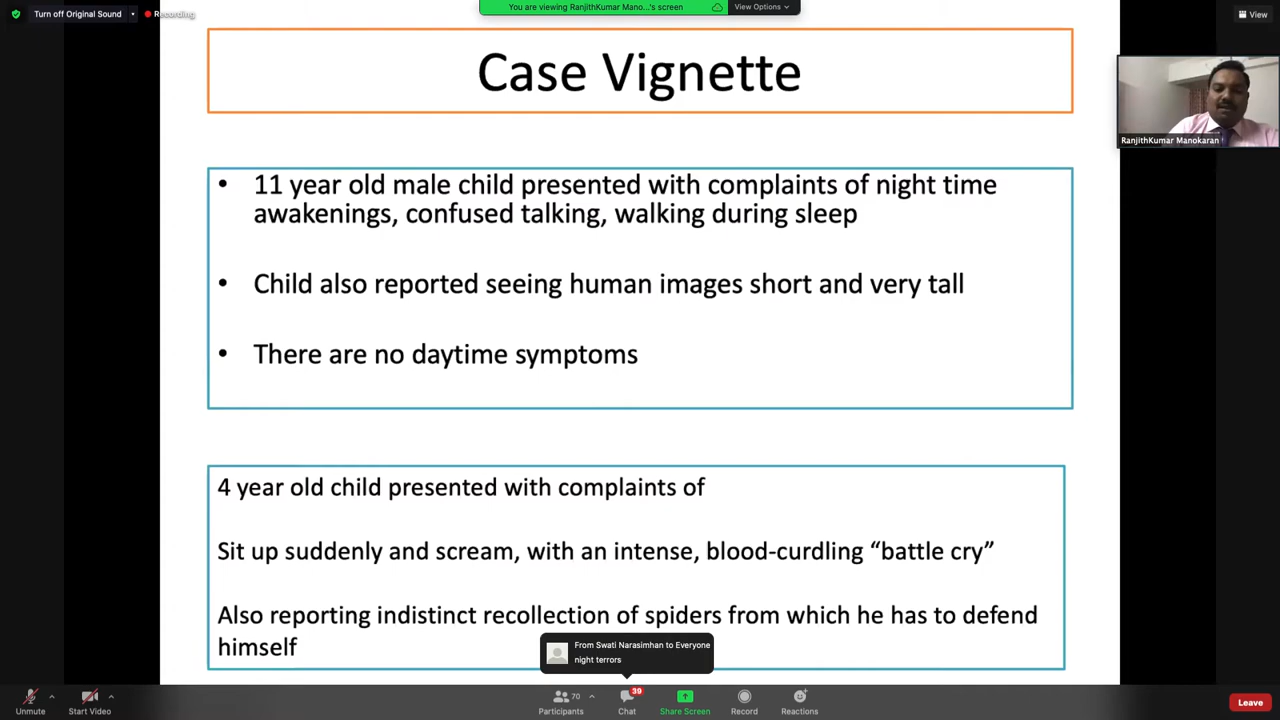 You are viewing RanjithKumar Mano...'s screen
View Options
Turn off Original Sound
Recording
View
Case Vignette
RanjithKumar Manokaran
• 11 year old male child presented with complaints of night time
awakenings, confused talking, walking during sleep
• Child also reported seeing human images short and very tall
• There are no daytime symptoms
4 year old child presented with complaints of
Sit up suddenly and scream, with an intense, blood-curdling “battle cry”
Also reporting indistinct recollection of spiders from which he has to defend
himself
From Swati Narasimhan to Everyone
night terrors
Unmute
Start Video
Participants
70
Chat
39
Share Screen
Record
Reactions
Leave